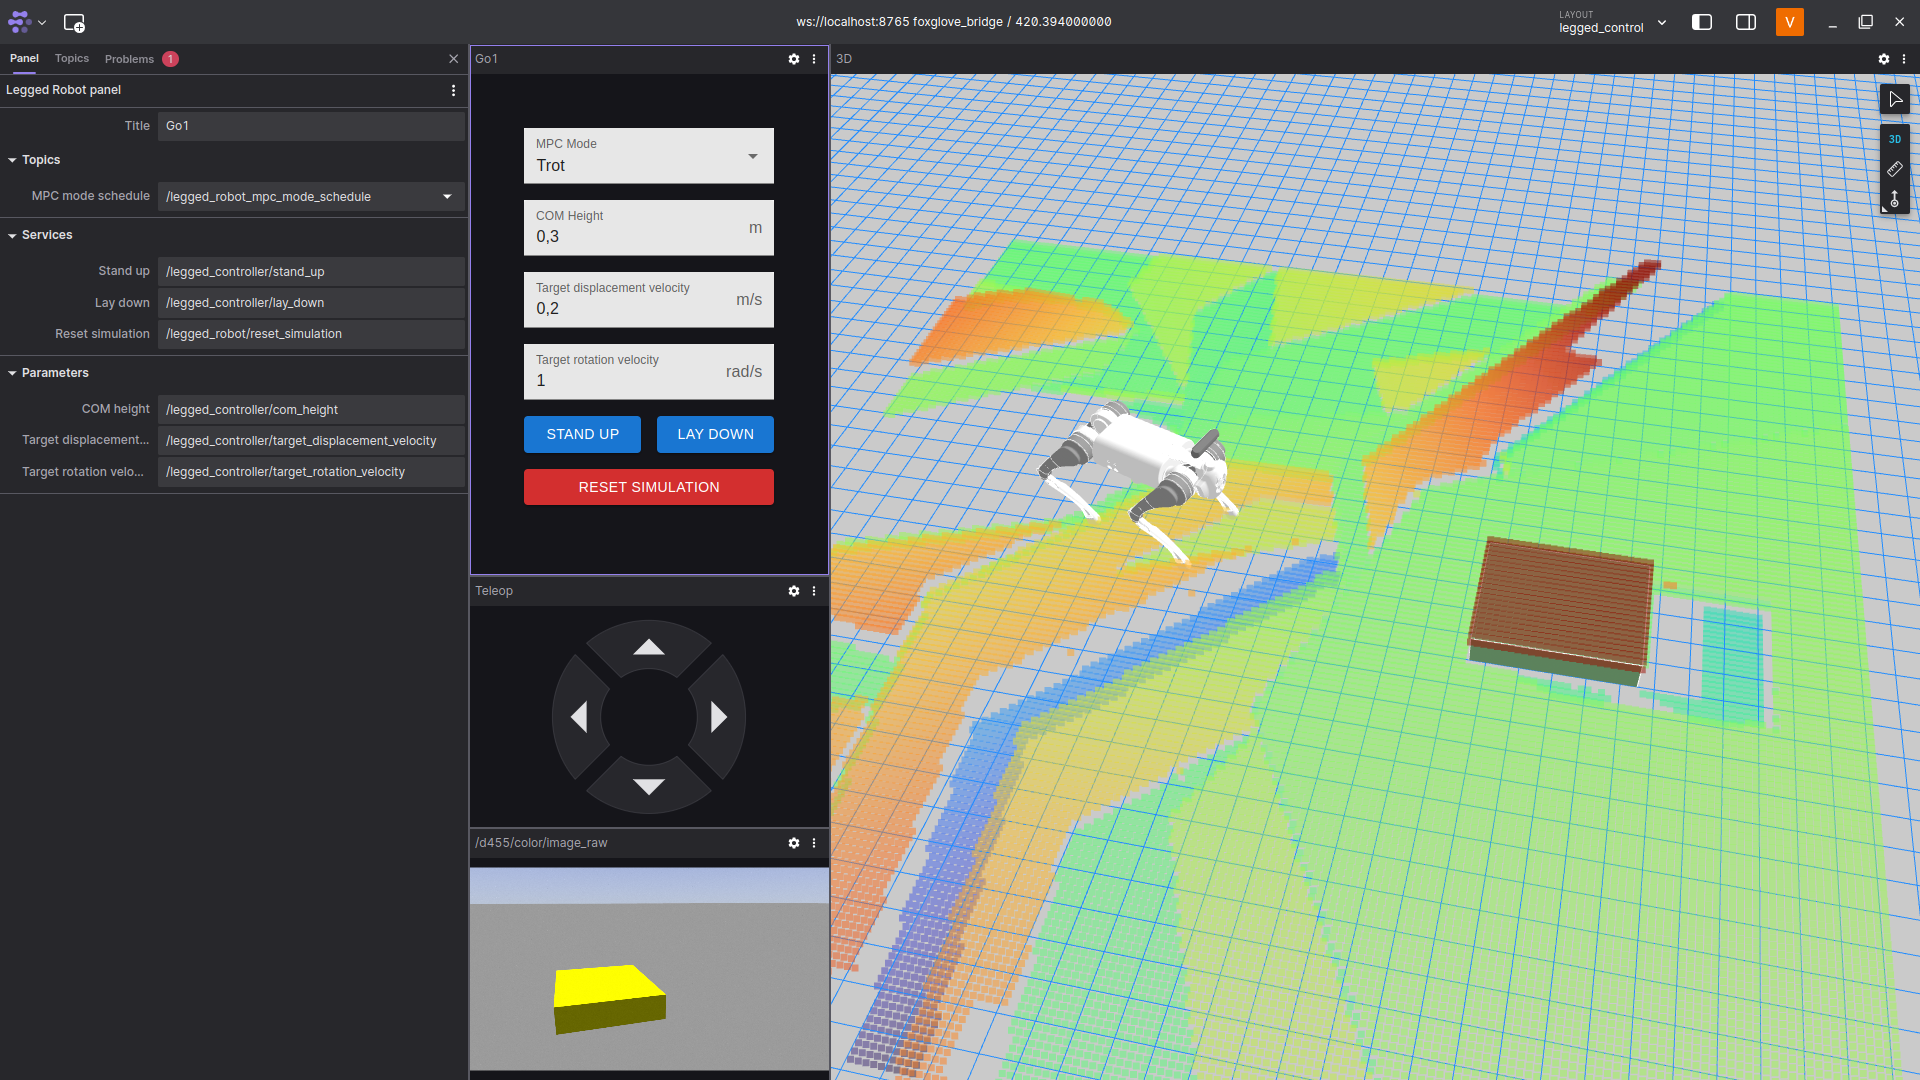 ws://localhost:8765 foxglove_bridge / 420.394000000
LAYOUT
legged_control
V
Panel
Topics
Problems
1
Legged Robot panel
Title
Go1
Topics
MPC mode schedule
/legged_robot_mpc_mode_schedule
Services
Stand up
/legged_controller/stand_up
Lay down
/legged_controller/lay_down
Reset simulation
/legged_robot/reset_simulation
Parameters
COM height
/legged_controller/com_height
Target displacement...
/legged_controller/target_displacement_velocity
Target rotation velo...
/legged_controller/target_rotation_velocity
Go1
MPC Mode
Trot
COM Height
0,3
m
Target displacement velocity
0,2
m/s
Target rotation velocity
1
rad/s
STAND UP
LAY DOWN
RESET SIMULATION
Teleop
/d455/color/image_raw
3D
3D